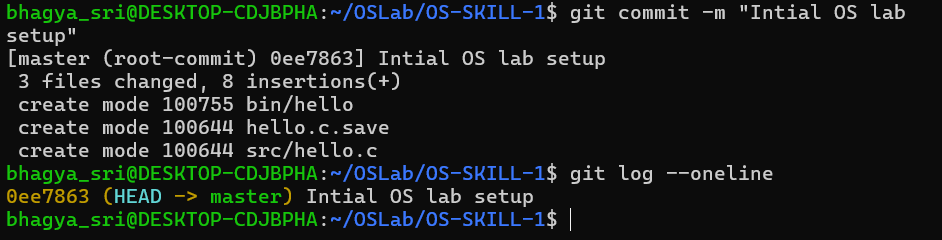 bhagya_sri@DESKTOP-CDJBPHA:~/OSLab/OS-SKILL-1$ git commit -m "Intial OS lab
setup"
[master (root-commit) 0ee7863] Intial OS lab setup
 3 files changed, 8 insertions(+)
 create mode 100755 bin/hello
 create mode 100644 hello.c.save
 create mode 100644 src/hello.c
bhagya_sri@DESKTOP-CDJBPHA:~/OSLab/OS-SKILL-1$ git log --oneline
0ee7863 (HEAD -> master) Intial OS lab setup
bhagya_sri@DESKTOP-CDJBPHA:~/OSLab/OS-SKILL-1$